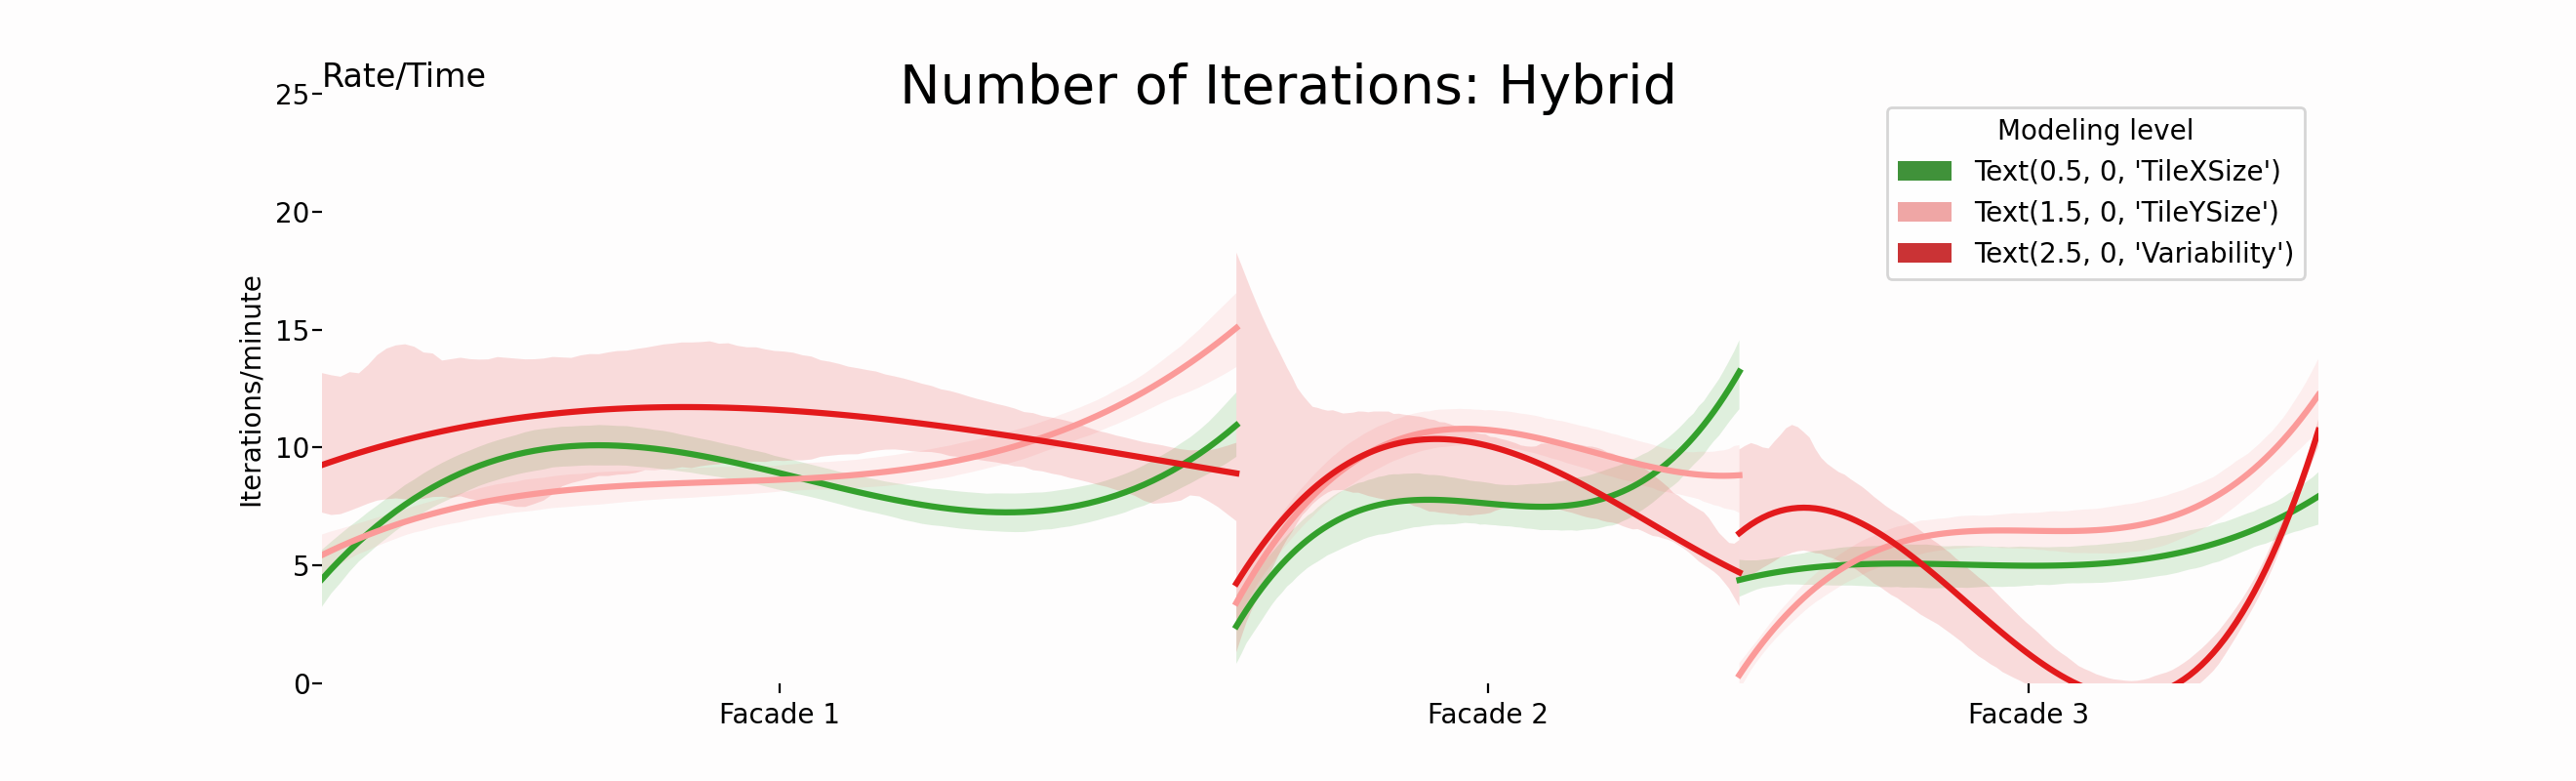 Rate/Time
Number of Iterations: Hybrid
25
20
15
10
5
0
Iterations/minute
Modeling level
Text(0.5, 0, 'TileXSize')
Text(1.5, 0, 'TileYSize')
Text(2.5, 0, 'Variability')
Facade 1
Facade 2
Facade 3